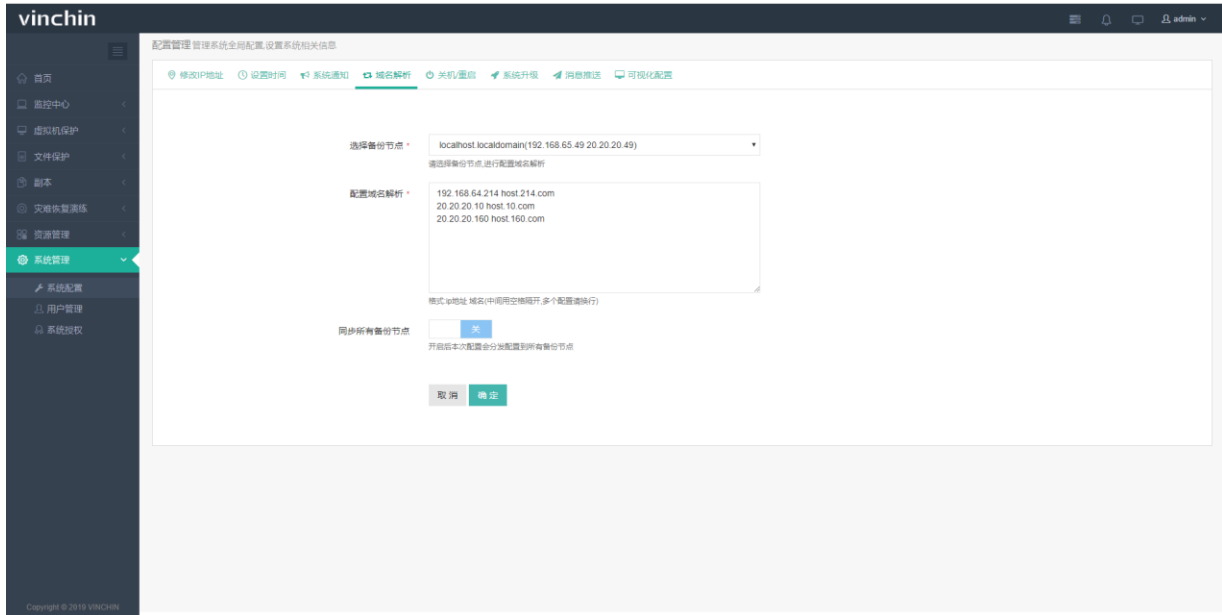 vinchin
admin
配置管理 管理系统全局配置,设置系统相关信息
首页
监控中心
虚拟机保护
文件保护
副本
灾难恢复演练
资源管理
系统管理
系统配置
用户管理
系统授权
修改IP地址 设置时间 系统通知 域名解析 关机/重启 系统升级 消息推送 可视化配置
选择备份节点 * localhost.localdomain(192.168.65.49 20.20.20.49)
请选择备份节点,进行配置域名解析
配置域名解析 * 192.168.64.214 host.214.com
20.20.20.10 host.10.com
20.20.20.160 host.160.com
格式:ip地址 域名(中间用空格隔开,多个配置请换行)
同步所有备份节点 关
开启后本次配置会分发配置到所有备份节点
取消 确定
Copyright © 2019 VINCHIN